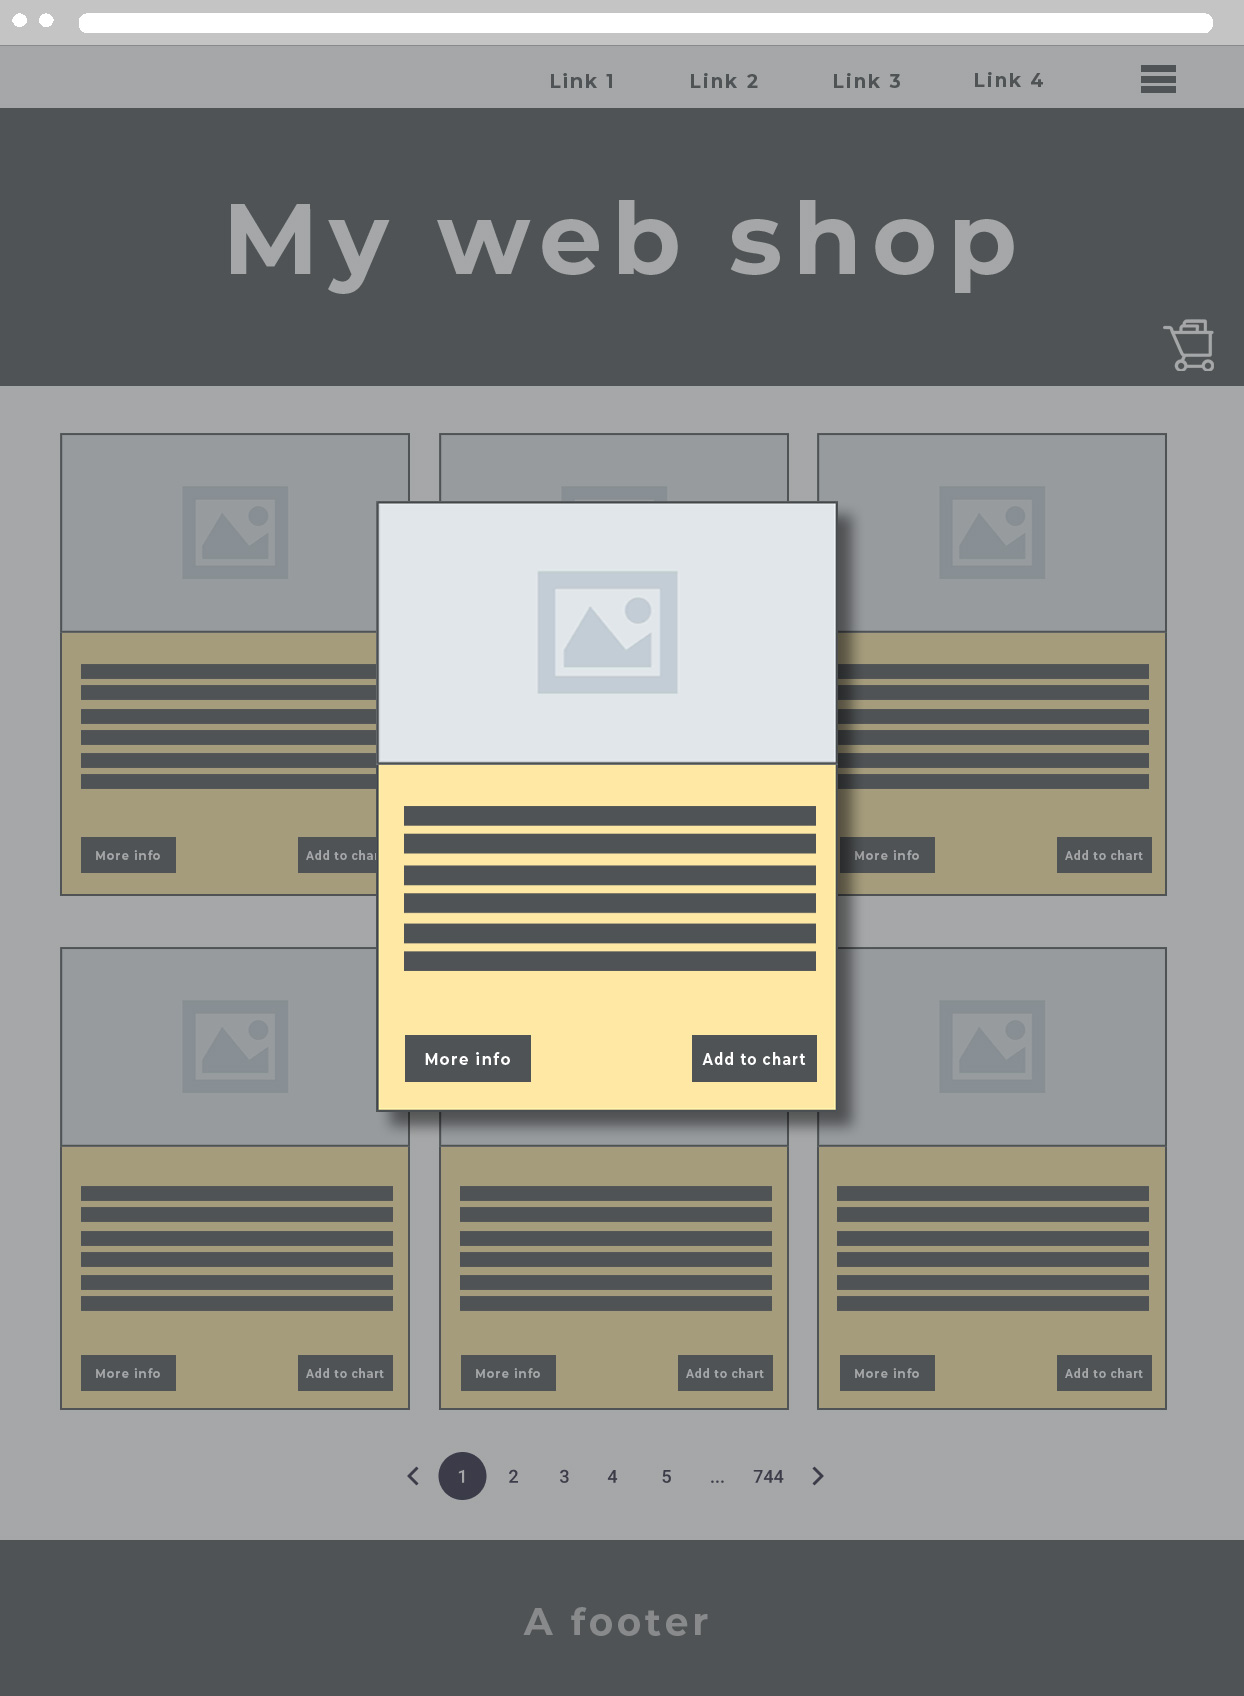 Link 1 Link 2 Link 3 Link 4
My web shop
More info Add to char More info Add to chart
More info Add to chart
More info Add to chart More info Add to chart More info Add to chart
1 2 3 4 5 ... 744
A footer